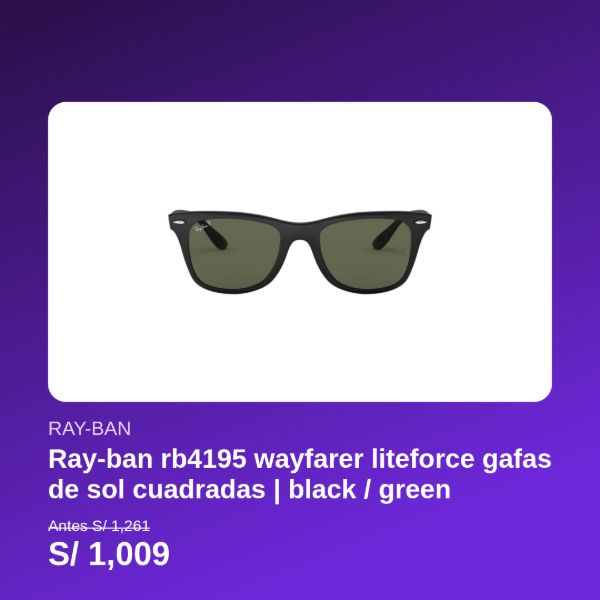 RAY-BAN
Ray-ban rb4195 wayfarer liteforce gafas
de sol cuadradas | black / green
Antes S/ 1,261
S/ 1,009